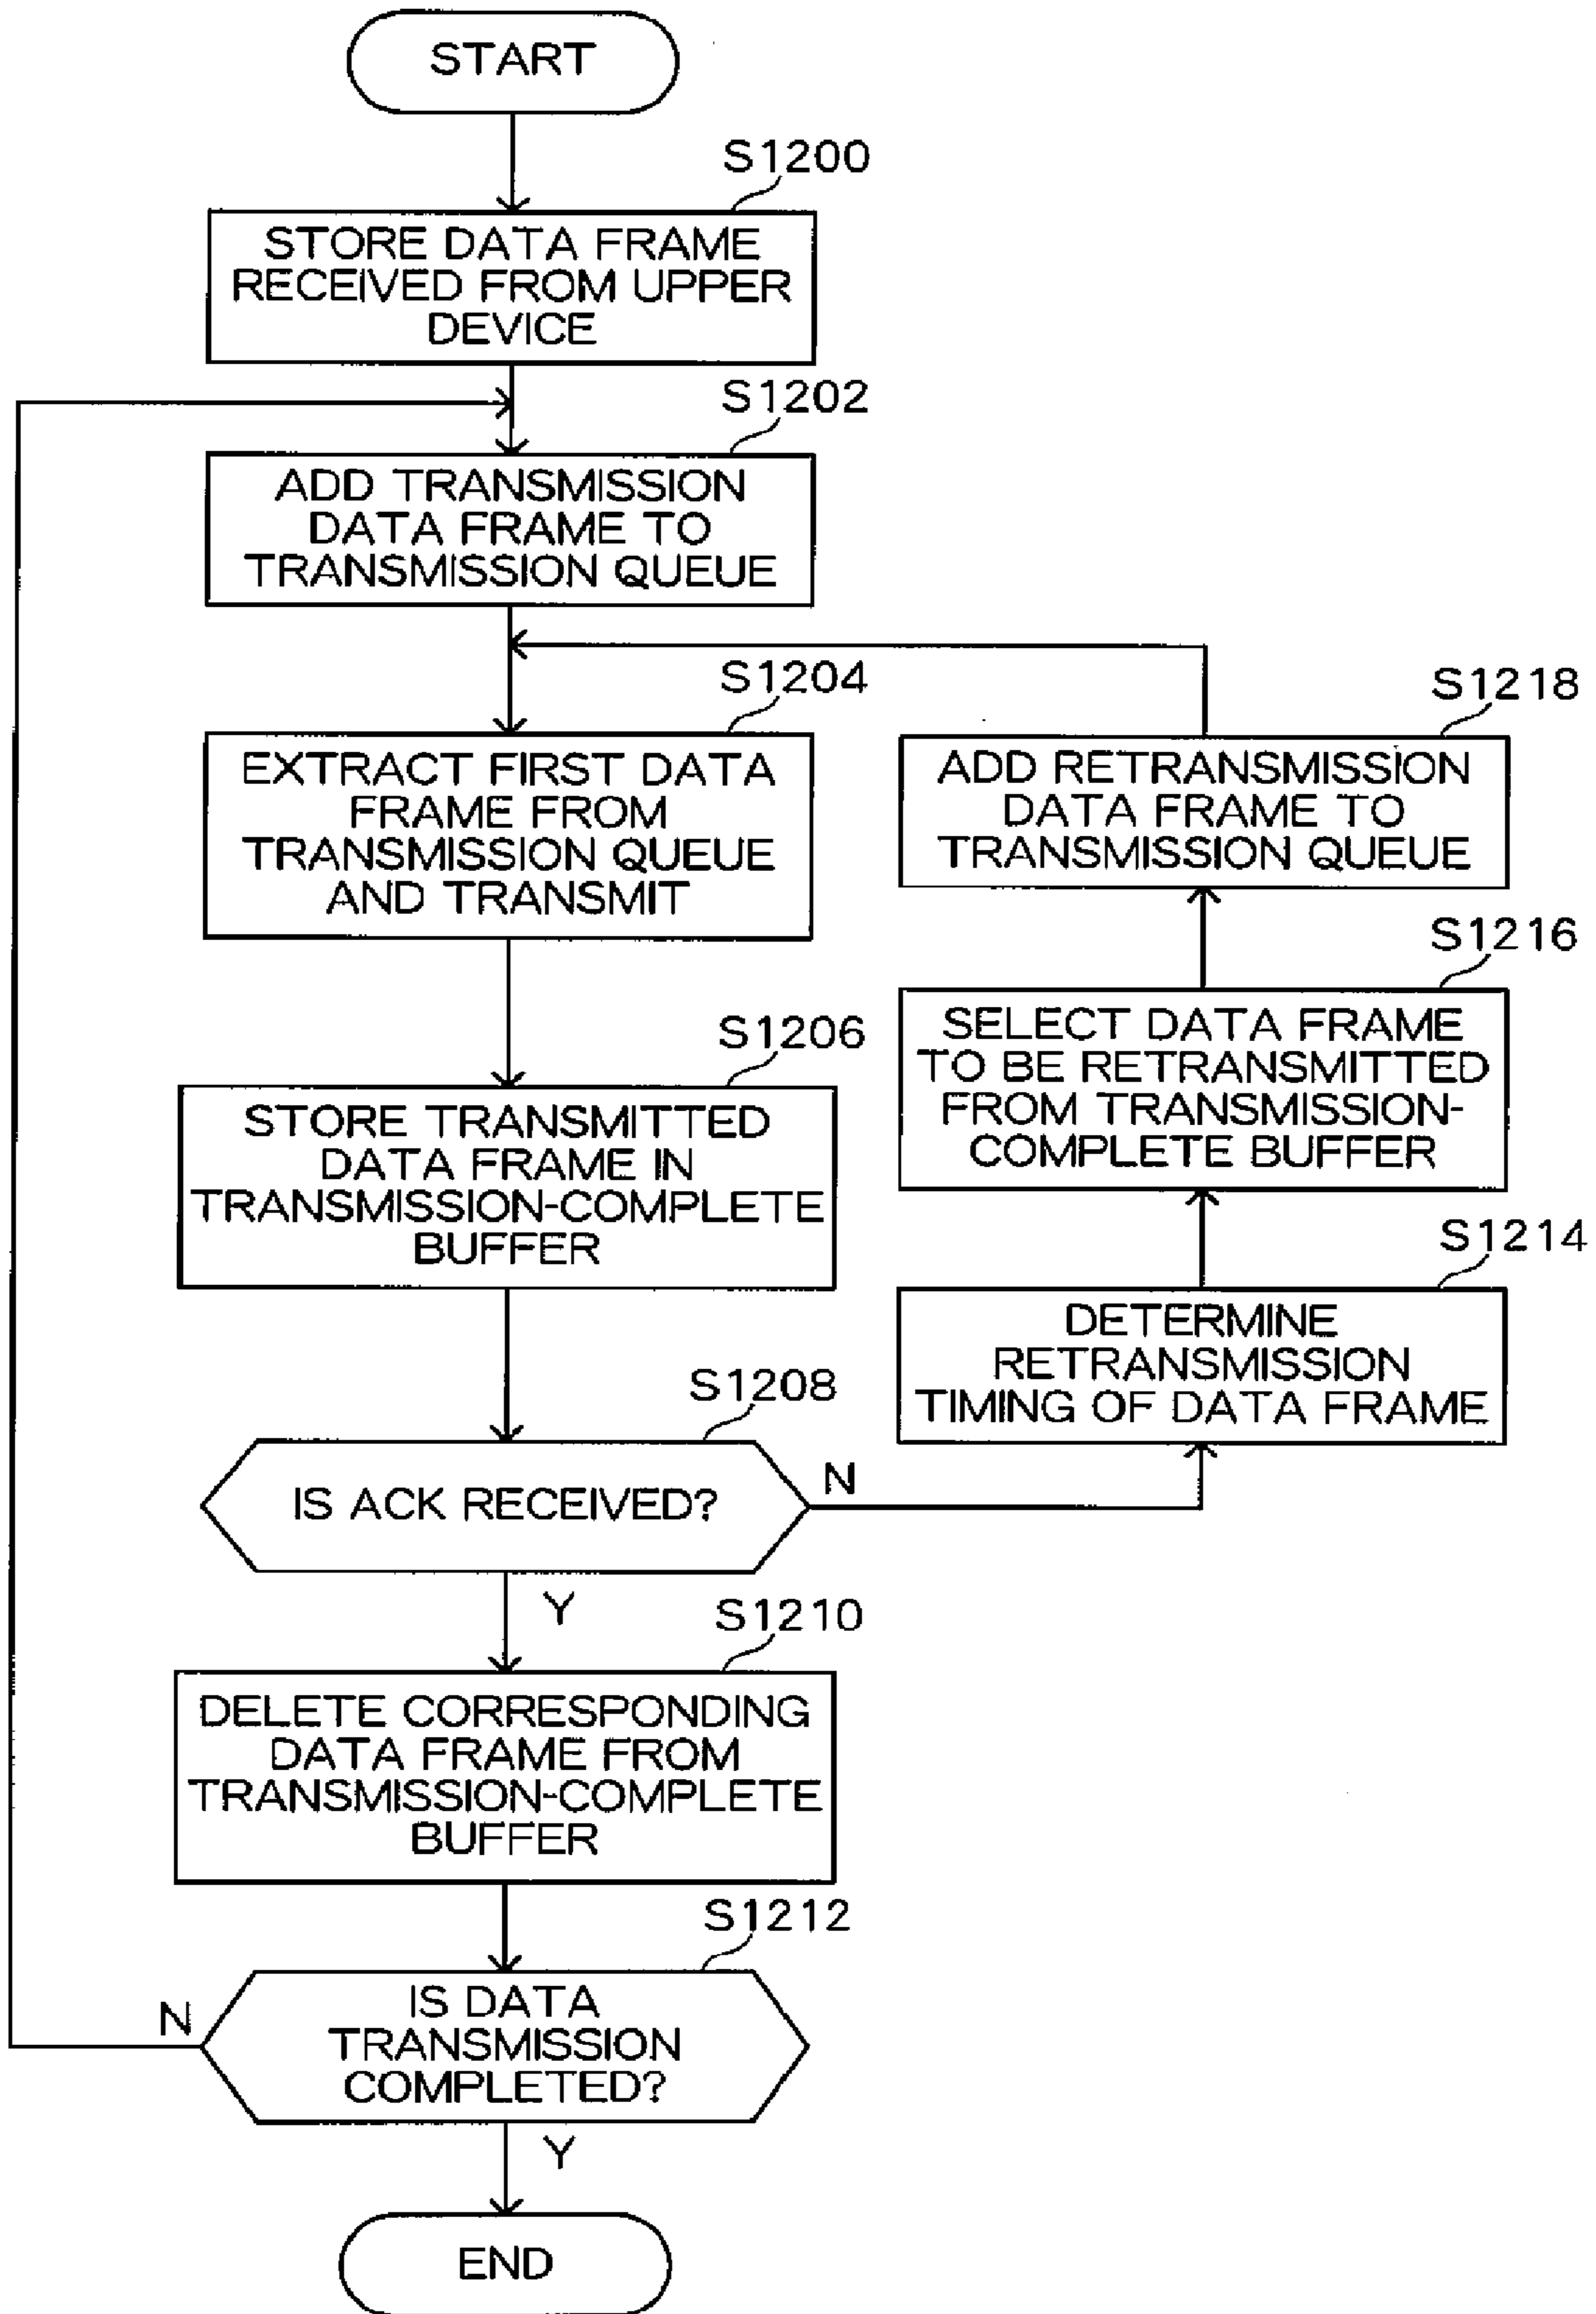 START
S1200
STORE DATA FRAME
RECEIVED FROM UPPER
DEVICE
S1202
ADD TRANSMISSION
DATA FRAME TO
TRANSMISSION QUEUE
S1204
EXTRACT FIRST DATA
FRAME FROM
TRANSMISSION QUEUE
AND TRANSMIT
S1206
STORE TRANSMITTED
DATA FRAME IN
TRANSMISSION-COMPLETE
BUFFER
S1208
IS ACK RECEIVED?
N
Y
S1210
DELETE CORRESPONDING
DATA FRAME FROM
TRANSMISSION-COMPLETE
BUFFER
S1212
IS DATA
TRANSMISSION
COMPLETED?
N
Y
END
S1218
ADD RETRANSMISSION
DATA FRAME TO
TRANSMISSION QUEUE
S1216
SELECT DATA FRAME
TO BE RETRANSMITTED
FROM TRANSMISSION-
COMPLETE BUFFER
S1214
DETERMINE
RETRANSMISSION
TIMING OF DATA FRAME